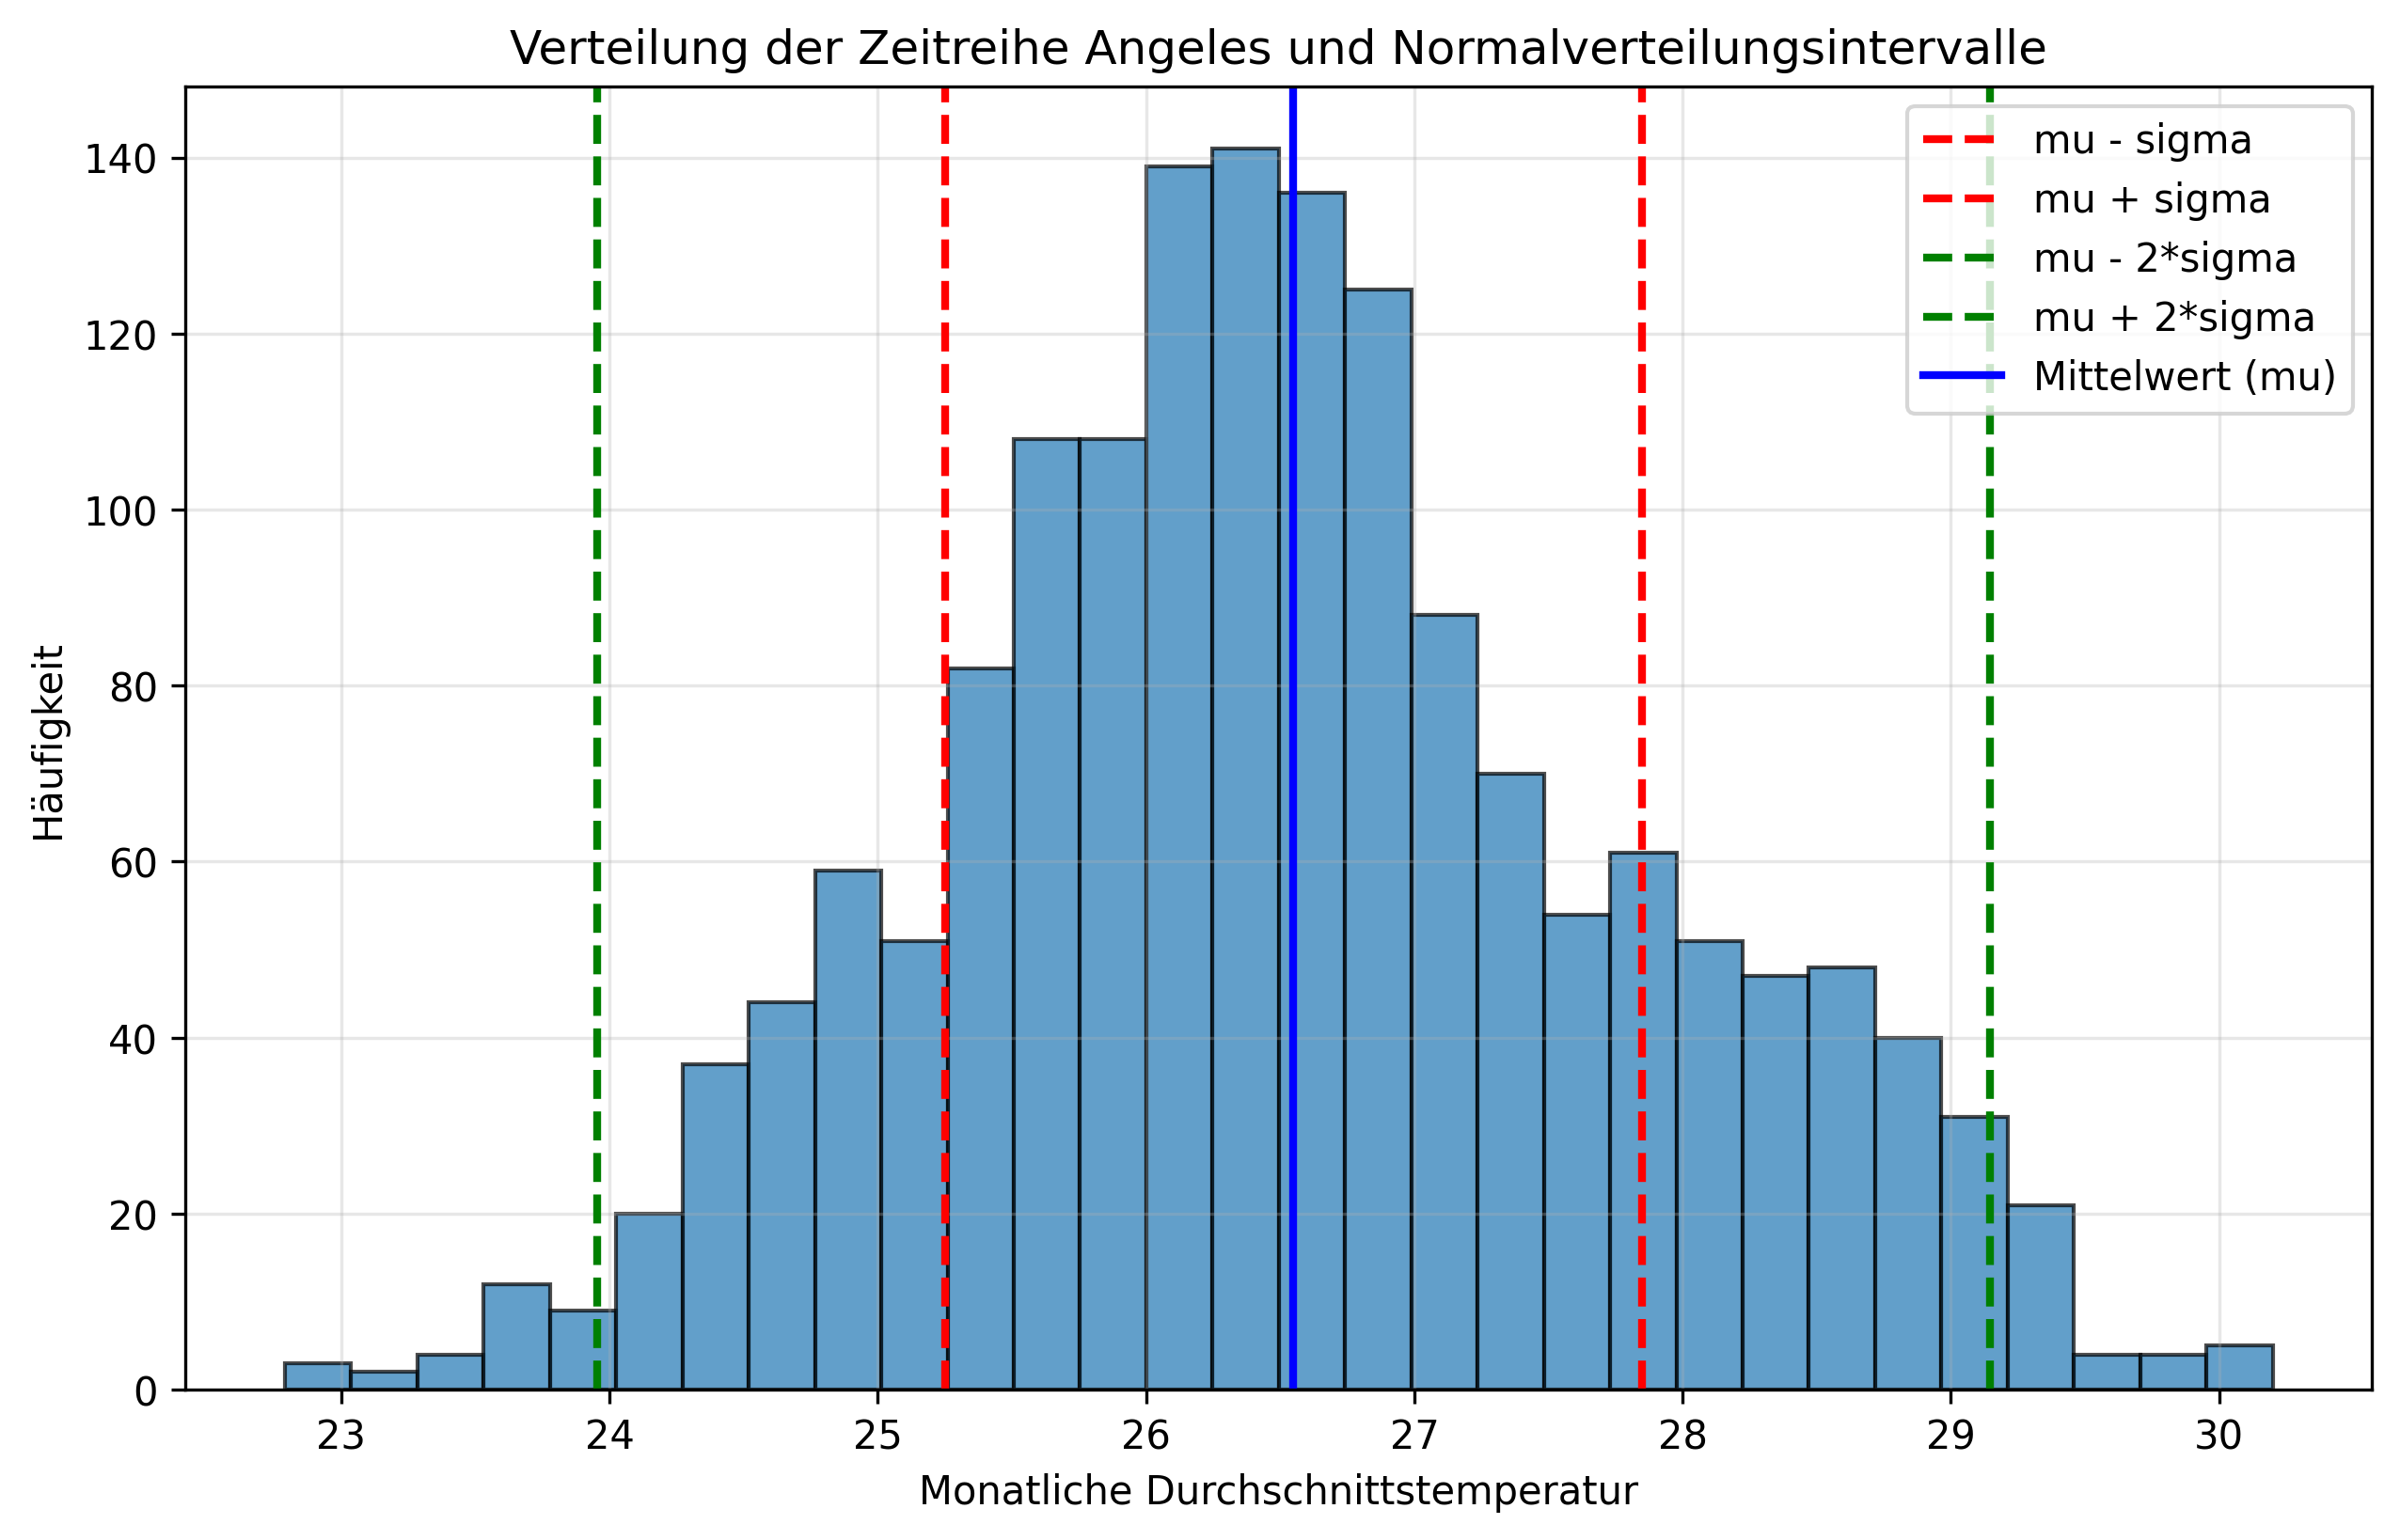 Verteilung der Zeitreihe Angeles und Normalverteilungsintervalle
mu - sigma
mu + sigma
mu - 2*sigma
mu + 2*sigma
Mittelwert (mu)
Häufigkeit
140
120
100
80
60
40
20
0
23 24 25 26 27 28 29 30
Monatliche Durchschnittstemperatur